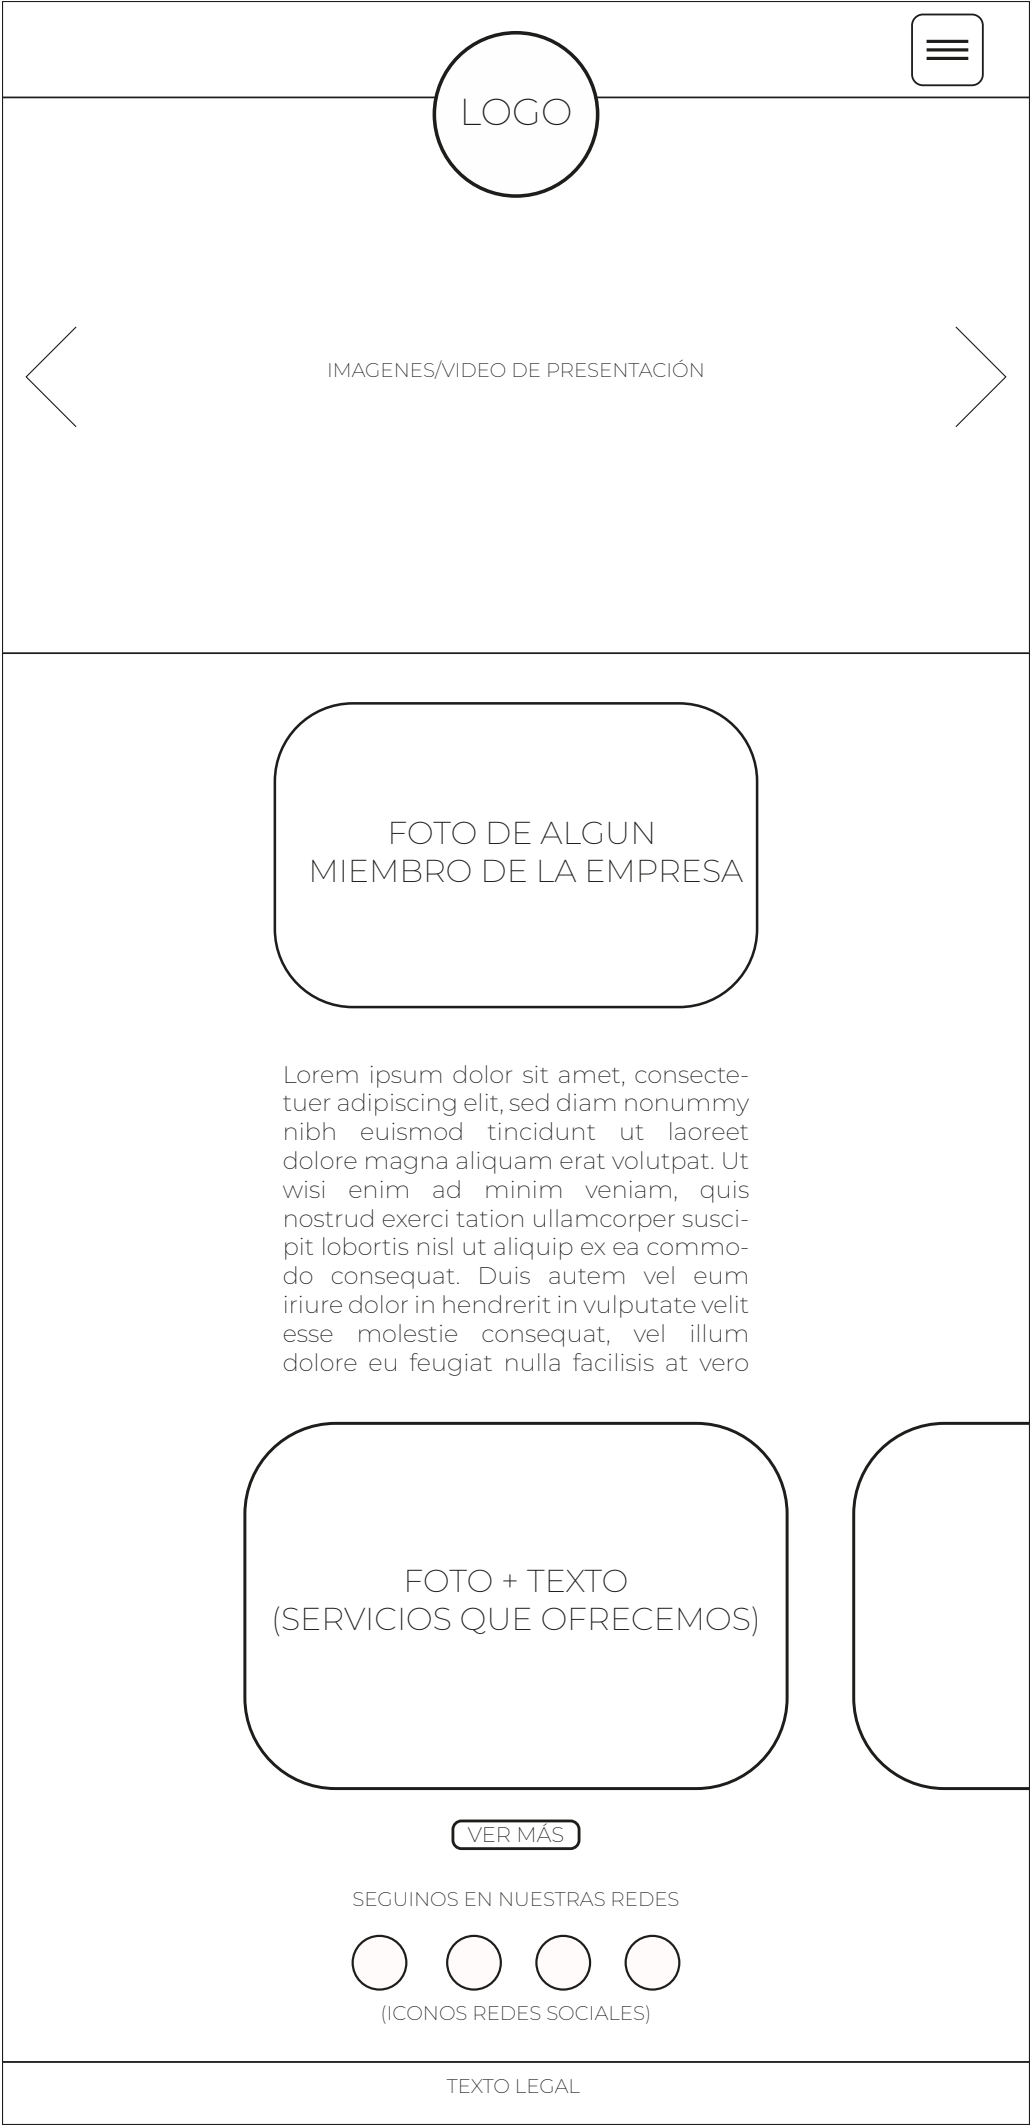 LOGO
IMAGENES/VIDEO DE PRESENTACIÓN
FOTO DE ALGUN
MIEMBRO DE LA EMPRESA
Lorem ipsum dolor sit amet, consecte-
tuer adipiscing elit, sed diam nonummy
nibh euismod tincidunt ut laoreet
dolore magna aliquam erat volutpat. Ut
wisi enim ad minim veniam, quis
nostrud exerci tation ullamcorper susci-
pit lobortis nisl ut aliquip ex ea commo-
do consequat. Duis autem vel eum
iriure dolor in hendrerit in vulputate velit
esse molestie consequat, vel illum
dolore eu feugiat nulla facilisis at vero
FOTO + TEXTO
(SERVICIOS QUE OFRECEMOS)
VER MÁS
SEGUINOS EN NUESTRAS REDES
(ICONOS REDES SOCIALES)
TEXTO LEGAL